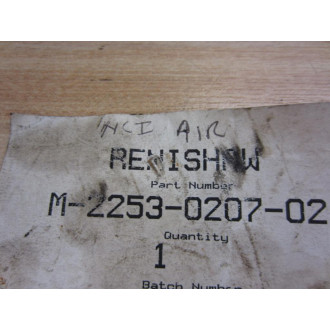 NCI AIR
RENISHAW
Part Number
M-2253-0207-02
Quantity
1
Batch Number